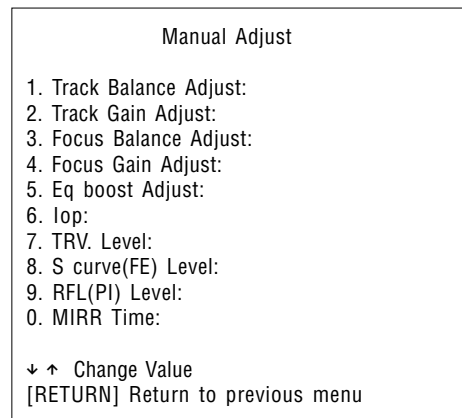 Manual Adjust
1. Track Balance Adjust:
2. Track Gain Adjust:
3. Focus Balance Adjust:
4. Focus Gain Adjust:
5. Eq boost Adjust:
6. Iop:
7. TRV. Level:
8. S curve(FE) Level:
9. RFL(PI) Level:
0. MIRR Time:
↓ ↑ Change Value
[RETURN] Return to previous menu